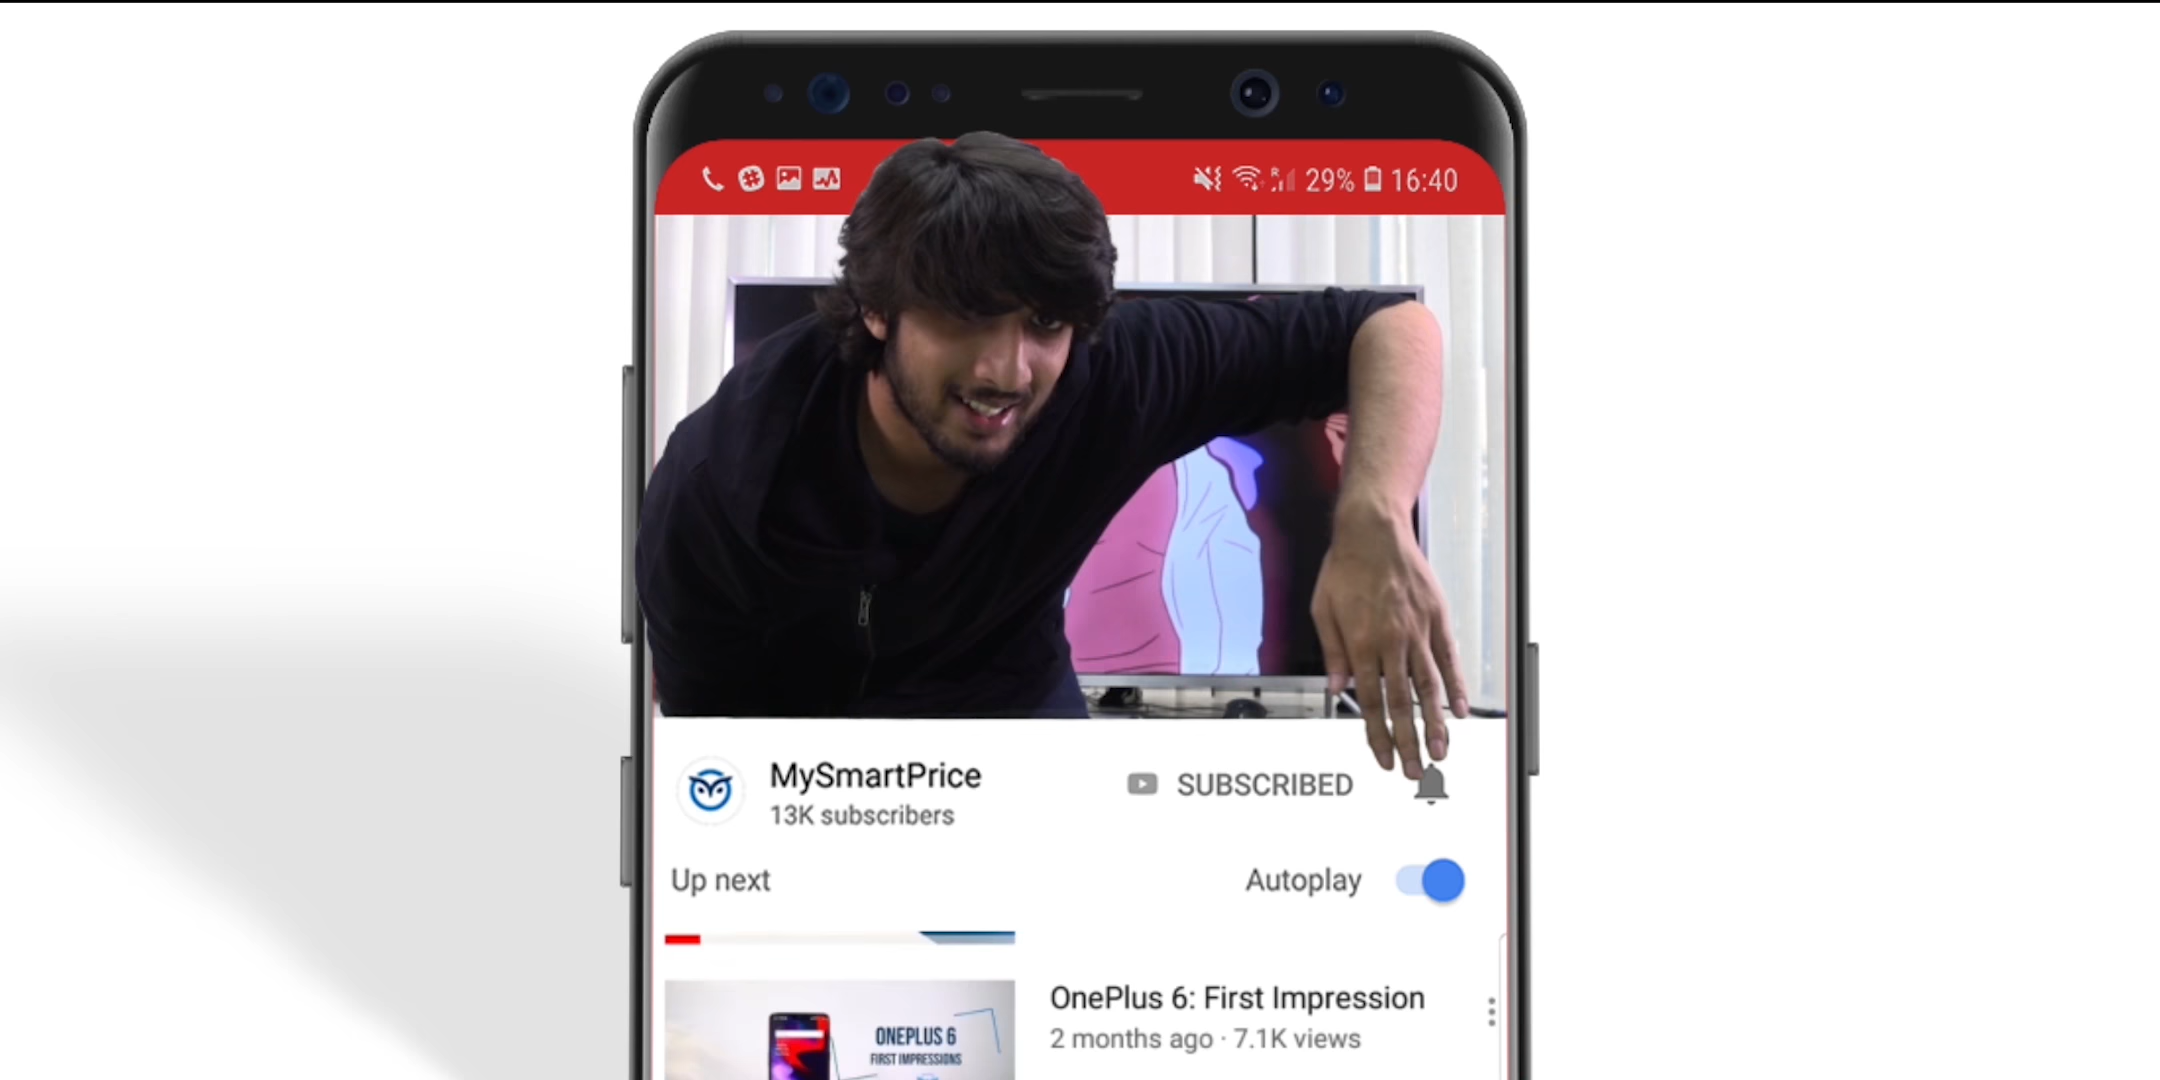 29% 16:40
MySmartPrice
13K subscribers
SUBSCRIBED
Up next
Autoplay
OnePlus 6: First Impression
2 months ago · 7.1K views
ONEPLUS 6
FIRST IMPRESSIONS